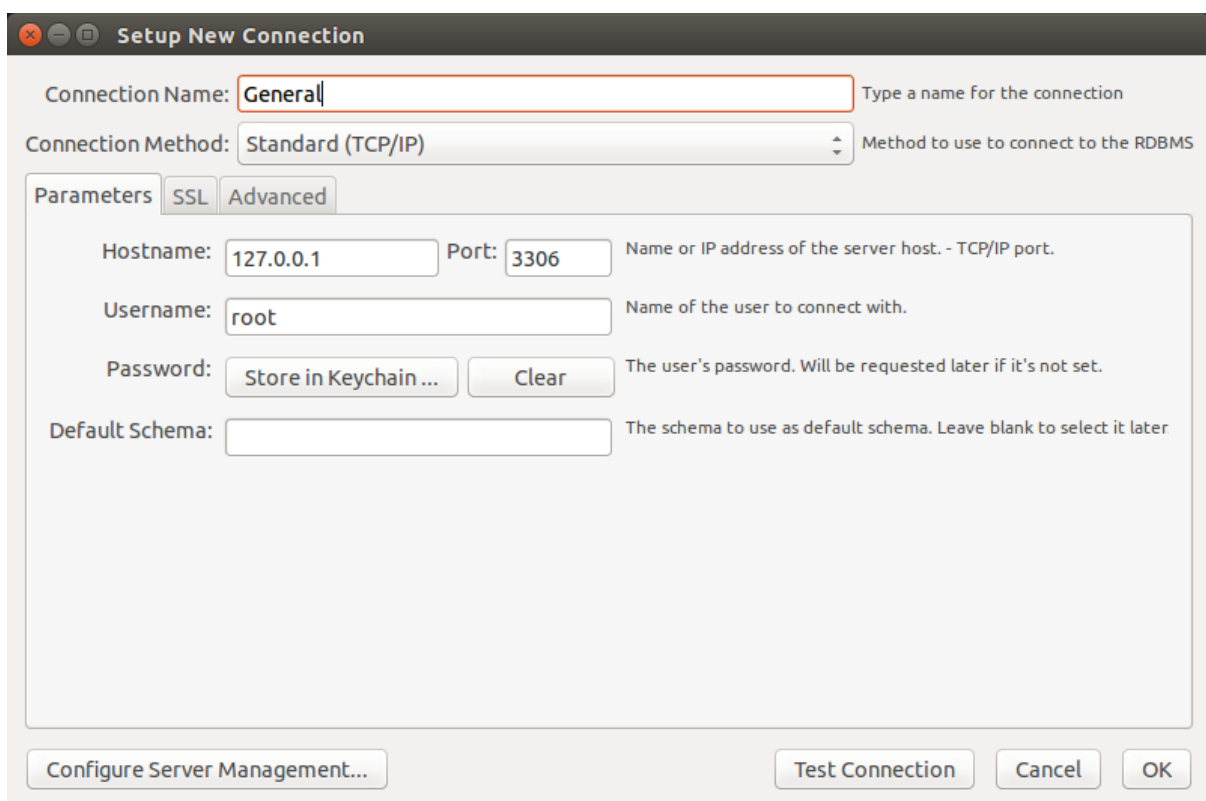 Setup New Connection
Connection Name: General Type a name for the connection
Connection Method: Standard (TCP/IP) Method to use to connect to the RDBMS
Parameters SSL Advanced
Hostname: 127.0.0.1 Port: 3306 Name or IP address of the server host. - TCP/IP port.
Username: root Name of the user to connect with.
Password: Store in Keychain ... Clear The user's password. Will be requested later if it's not set.
Default Schema: The schema to use as default schema. Leave blank to select it later
Configure Server Management... Test Connection Cancel OK